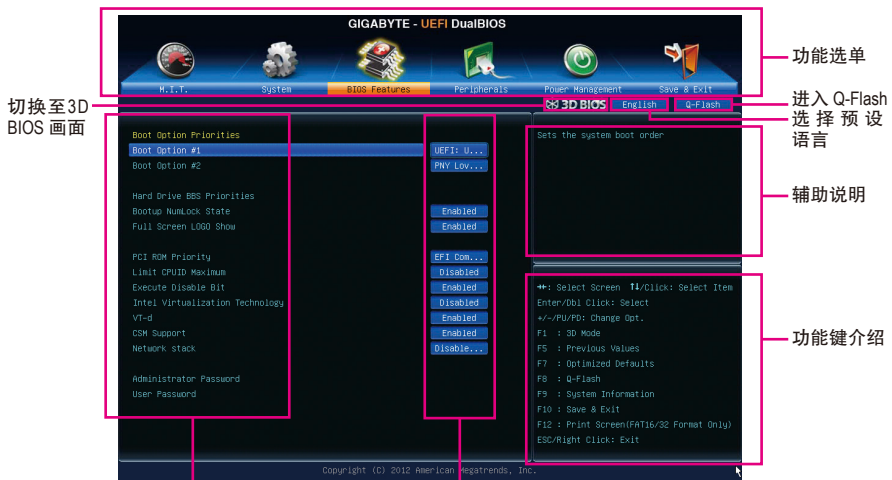 GIGABYTE - UEFI DualBIOS
M.I.T. System BIOS Features Peripherals Power Management Save & Exit
3D BIOS English Q-Flash
功能选单
切换至3D
BIOS 画面
进入 Q-Flash
选择预设
语言
Boot Option Priorities
Boot Option #1 UEFI: U...
Boot Option #2 PNY Lov...
Hard Drive BBS Priorities
Bootup NumLock State Enabled
Full Screen LOGO Show Enabled
PCI ROM Priority EFI Com...
Limit CPUID Maximum Disabled
Execute Disable Bit Enabled
Intel Virtualization Technology Disabled
VT-d Enabled
CSM Support Enabled
Network stack Disable...
Administrator Password
User Password
Sets the system boot order
辅助说明
→←: Select Screen ↑↓/Click: Select Item
Enter/Dbl Click: Select
+/-/PU/PD: Change Opt.
F1 : 3D Mode
F5 : Previous Values
F7 : Optimized Defaults
F8 : Q-Flash
F9 : System Information
F10 : Save & Exit
F12 : Print Screen(FAT16/32 Format Only)
ESC/Right Click: Exit
功能键介绍
Copyright (C) 2012 American Megatrends, Inc.